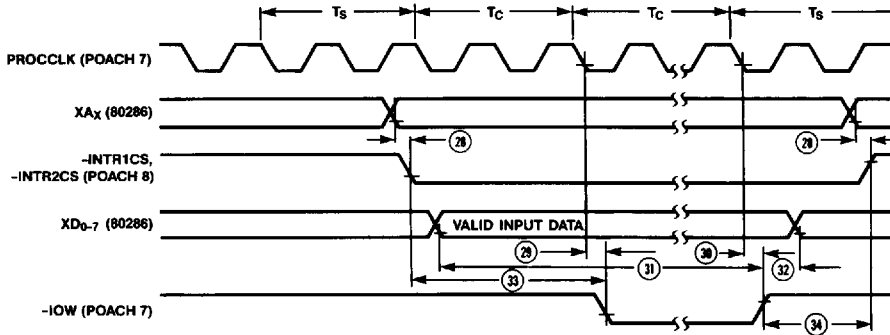 TS TC TC TS
PROCCLK (POACH 7)
XAX (80286)
28 28
-INTR1CS,
-INTR2CS (POACH 8)
XD0-7 (80286)
VALID INPUT DATA
29 30
31 32
33
-IOW (POACH 7)
34